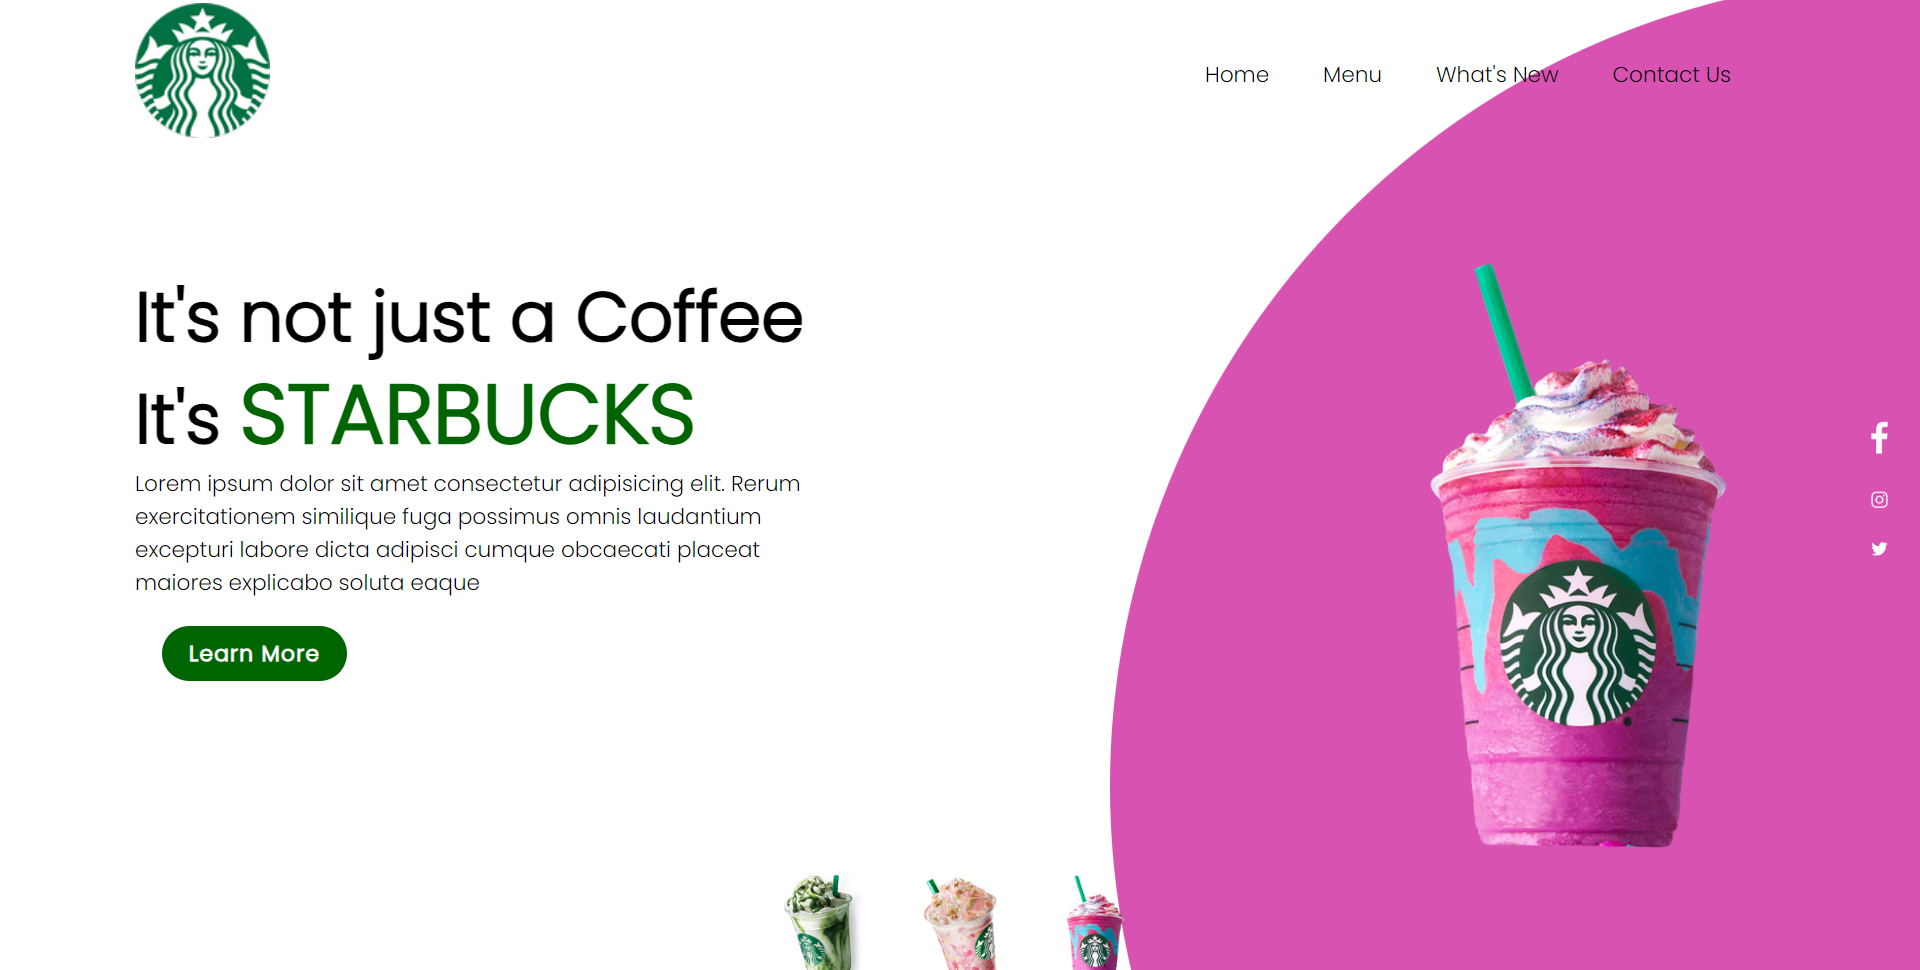 Home Menu What's New Contact Us
It's not just a Coffee
It's STARBUCKS
Lorem ipsum dolor sit amet consectetur adipisicing elit. Rerum
exercitationem similique fuga possimus omnis laudantium
excepturi labore dicta adipisci cumque obcaecati placeat
maiores explicabo soluta eaque
Learn More